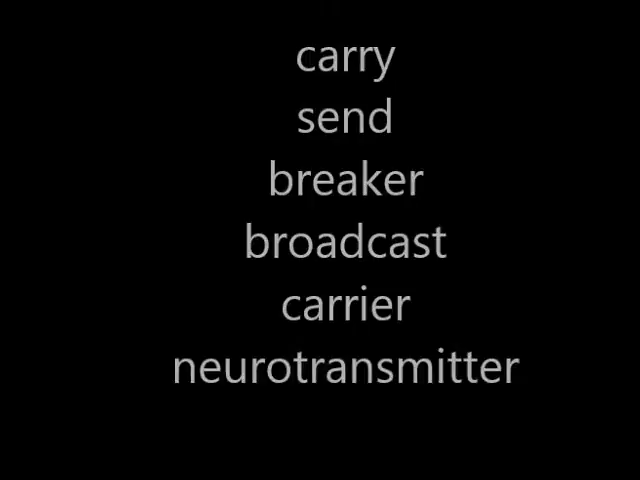 carry
send
breaker
broadcast
carrier
neurotransmitter